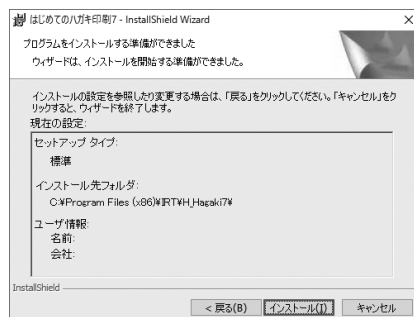 はじめてのハガキ印刷7 - InstallShield Wizard
プログラムをインストールする準備ができました
ウィザードは、インストールを開始する準備ができました。
インストールの設定を参照したり変更する場合は、「戻る」をクリックしてください。「キャンセル」をク
リックすると、ウィザードを終了します。
現在の設定:
セットアップ タイプ:
標準
インストール先フォルダ:
C:¥Program Files (x86)¥IRT¥H_Hagaki7¥
ユーザ情報:
名前:
会社:
InstallShield
< 戻る(B)
インストール(I)
キャンセル